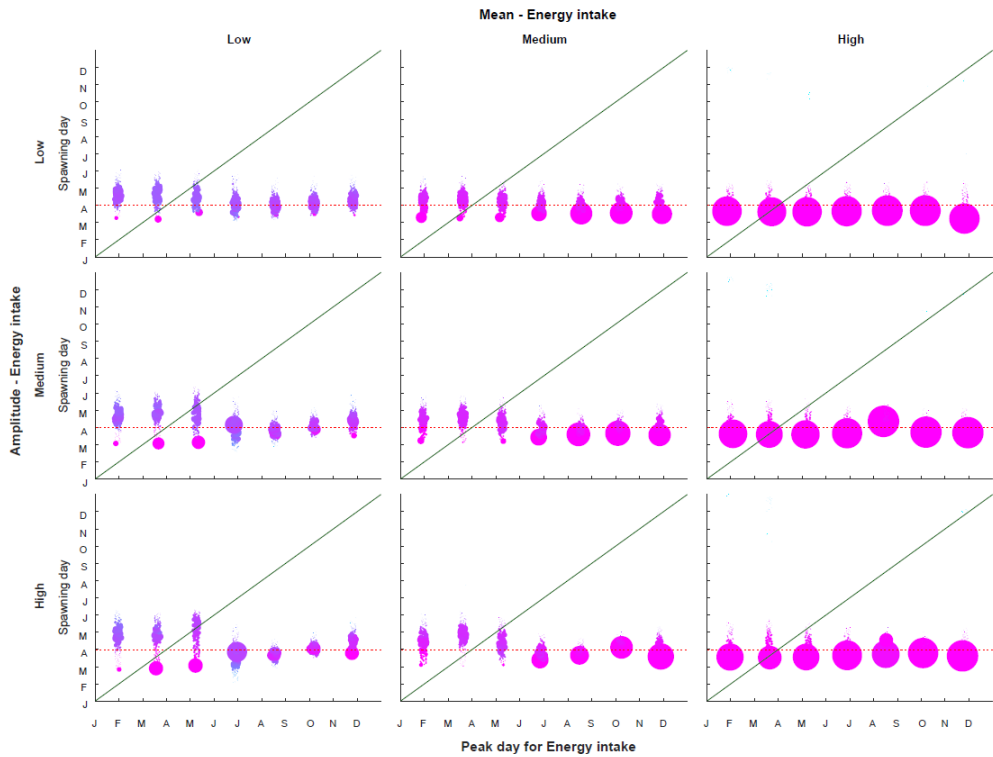 Mean - Energy intake
Low Medium High
Amplitude - Energy intake
Low
Spawning day
D
N
O
S
A
J
M
A
M
F
J
Medium
Spawning day
D
N
O
S
A
J
M
A
M
F
J
High
Spawning day
D
N
O
S
A
J
M
A
M
F
J
J F M A M J J A S O N D J F M A M J J A S O N D J F M A M J J A S O N D
Peak day for Energy intake